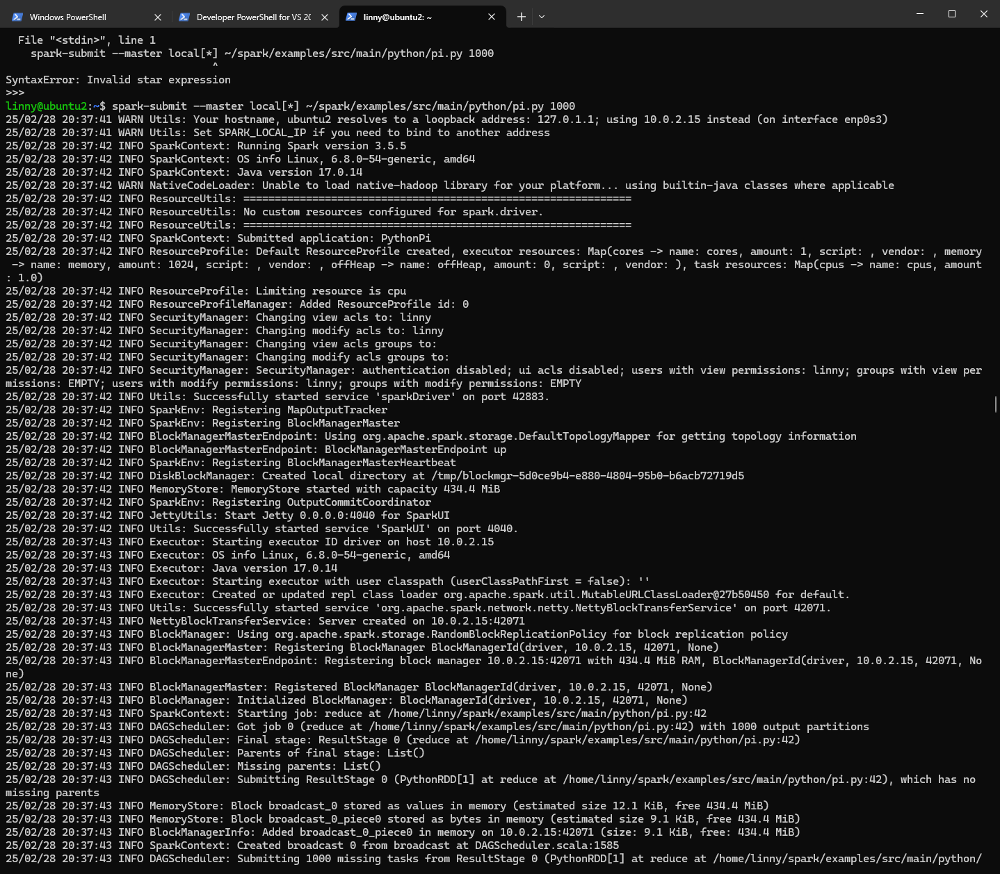 Windows PowerShell
Developer PowerShell for VS 20
linny@ubuntu2: ~
  File "<stdin>", line 1
    spark-submit --master local[*] ~/spark/examples/src/main/python/pi.py 1000
                                 ^
SyntaxError: Invalid star expression
>>>
linny@ubuntu2:~$ spark-submit --master local[*] ~/spark/examples/src/main/python/pi.py 1000
25/02/28 20:37:41 WARN Utils: Your hostname, ubuntu2 resolves to a loopback address: 127.0.1.1; using 10.0.2.15 instead (on interface enp0s3)
25/02/28 20:37:41 WARN Utils: Set SPARK_LOCAL_IP if you need to bind to another address
25/02/28 20:37:42 INFO SparkContext: Running Spark version 3.5.5
25/02/28 20:37:42 INFO SparkContext: OS info Linux, 6.8.0-54-generic, amd64
25/02/28 20:37:42 INFO SparkContext: Java version 17.0.14
25/02/28 20:37:42 WARN NativeCodeLoader: Unable to load native-hadoop library for your platform... using builtin-java classes where applicable
25/02/28 20:37:42 INFO ResourceUtils: ==============================================================
25/02/28 20:37:42 INFO ResourceUtils: No custom resources configured for spark.driver.
25/02/28 20:37:42 INFO ResourceUtils: ==============================================================
25/02/28 20:37:42 INFO SparkContext: Submitted application: PythonPi
25/02/28 20:37:42 INFO ResourceProfile: Default ResourceProfile created, executor resources: Map(cores -> name: cores, amount: 1, script: , vendor: , memory
 -> name: memory, amount: 1024, script: , vendor: , offHeap -> name: offHeap, amount: 0, script: , vendor: ), task resources: Map(cpus -> name: cpus, amount
: 1.0)
25/02/28 20:37:42 INFO ResourceProfile: Limiting resource is cpu
25/02/28 20:37:42 INFO ResourceProfileManager: Added ResourceProfile id: 0
25/02/28 20:37:42 INFO SecurityManager: Changing view acls to: linny
25/02/28 20:37:42 INFO SecurityManager: Changing modify acls to: linny
25/02/28 20:37:42 INFO SecurityManager: Changing view acls groups to:
25/02/28 20:37:42 INFO SecurityManager: Changing modify acls groups to:
25/02/28 20:37:42 INFO SecurityManager: SecurityManager: authentication disabled; ui acls disabled; users with view permissions: linny; groups with view per
missions: EMPTY; users with modify permissions: linny; groups with modify permissions: EMPTY
25/02/28 20:37:42 INFO Utils: Successfully started service 'sparkDriver' on port 42883.
25/02/28 20:37:42 INFO SparkEnv: Registering MapOutputTracker
25/02/28 20:37:42 INFO SparkEnv: Registering BlockManagerMaster
25/02/28 20:37:42 INFO BlockManagerMasterEndpoint: Using org.apache.spark.storage.DefaultTopologyMapper for getting topology information
25/02/28 20:37:42 INFO BlockManagerMasterEndpoint: BlockManagerMasterEndpoint up
25/02/28 20:37:42 INFO SparkEnv: Registering BlockManagerMasterHeartbeat
25/02/28 20:37:42 INFO DiskBlockManager: Created local directory at /tmp/blockmgr-5d0ce9b4-e880-4804-95b0-b6acb72719d5
25/02/28 20:37:42 INFO MemoryStore: MemoryStore started with capacity 434.4 MiB
25/02/28 20:37:42 INFO SparkEnv: Registering OutputCommitCoordinator
25/02/28 20:37:42 INFO JettyUtils: Start Jetty 0.0.0.0:4040 for SparkUI
25/02/28 20:37:42 INFO Utils: Successfully started service 'SparkUI' on port 4040.
25/02/28 20:37:43 INFO Executor: Starting executor ID driver on host 10.0.2.15
25/02/28 20:37:43 INFO Executor: OS info Linux, 6.8.0-54-generic, amd64
25/02/28 20:37:43 INFO Executor: Java version 17.0.14
25/02/28 20:37:43 INFO Executor: Starting executor with user classpath (userClassPathFirst = false): ''
25/02/28 20:37:43 INFO Executor: Created or updated repl class loader org.apache.spark.util.MutableURLClassLoader@27b50450 for default.
25/02/28 20:37:43 INFO Utils: Successfully started service 'org.apache.spark.network.netty.NettyBlockTransferService' on port 42071.
25/02/28 20:37:43 INFO NettyBlockTransferService: Server created on 10.0.2.15:42071
25/02/28 20:37:43 INFO BlockManager: Using org.apache.spark.storage.RandomBlockReplicationPolicy for block replication policy
25/02/28 20:37:43 INFO BlockManagerMaster: Registering BlockManager BlockManagerId(driver, 10.0.2.15, 42071, None)
25/02/28 20:37:43 INFO BlockManagerMasterEndpoint: Registering block manager 10.0.2.15:42071 with 434.4 MiB RAM, BlockManagerId(driver, 10.0.2.15, 42071, No
ne)
25/02/28 20:37:43 INFO BlockManagerMaster: Registered BlockManager BlockManagerId(driver, 10.0.2.15, 42071, None)
25/02/28 20:37:43 INFO BlockManager: Initialized BlockManager: BlockManagerId(driver, 10.0.2.15, 42071, None)
25/02/28 20:37:43 INFO SparkContext: Starting job: reduce at /home/linny/spark/examples/src/main/python/pi.py:42
25/02/28 20:37:43 INFO DAGScheduler: Got job 0 (reduce at /home/linny/spark/examples/src/main/python/pi.py:42) with 1000 output partitions
25/02/28 20:37:43 INFO DAGScheduler: Final stage: ResultStage 0 (reduce at /home/linny/spark/examples/src/main/python/pi.py:42)
25/02/28 20:37:43 INFO DAGScheduler: Parents of final stage: List()
25/02/28 20:37:43 INFO DAGScheduler: Missing parents: List()
25/02/28 20:37:43 INFO DAGScheduler: Submitting ResultStage 0 (PythonRDD[1] at reduce at /home/linny/spark/examples/src/main/python/pi.py:42), which has no
missing parents
25/02/28 20:37:43 INFO MemoryStore: Block broadcast_0 stored as values in memory (estimated size 12.1 KiB, free 434.4 MiB)
25/02/28 20:37:43 INFO MemoryStore: Block broadcast_0_piece0 stored as bytes in memory (estimated size 9.1 KiB, free 434.4 MiB)
25/02/28 20:37:43 INFO BlockManagerInfo: Added broadcast_0_piece0 in memory on 10.0.2.15:42071 (size: 9.1 KiB, free: 434.4 MiB)
25/02/28 20:37:43 INFO SparkContext: Created broadcast 0 from broadcast at DAGScheduler.scala:1585
25/02/28 20:37:43 INFO DAGScheduler: Submitting 1000 missing tasks from ResultStage 0 (PythonRDD[1] at reduce at /home/linny/spark/examples/src/main/python/